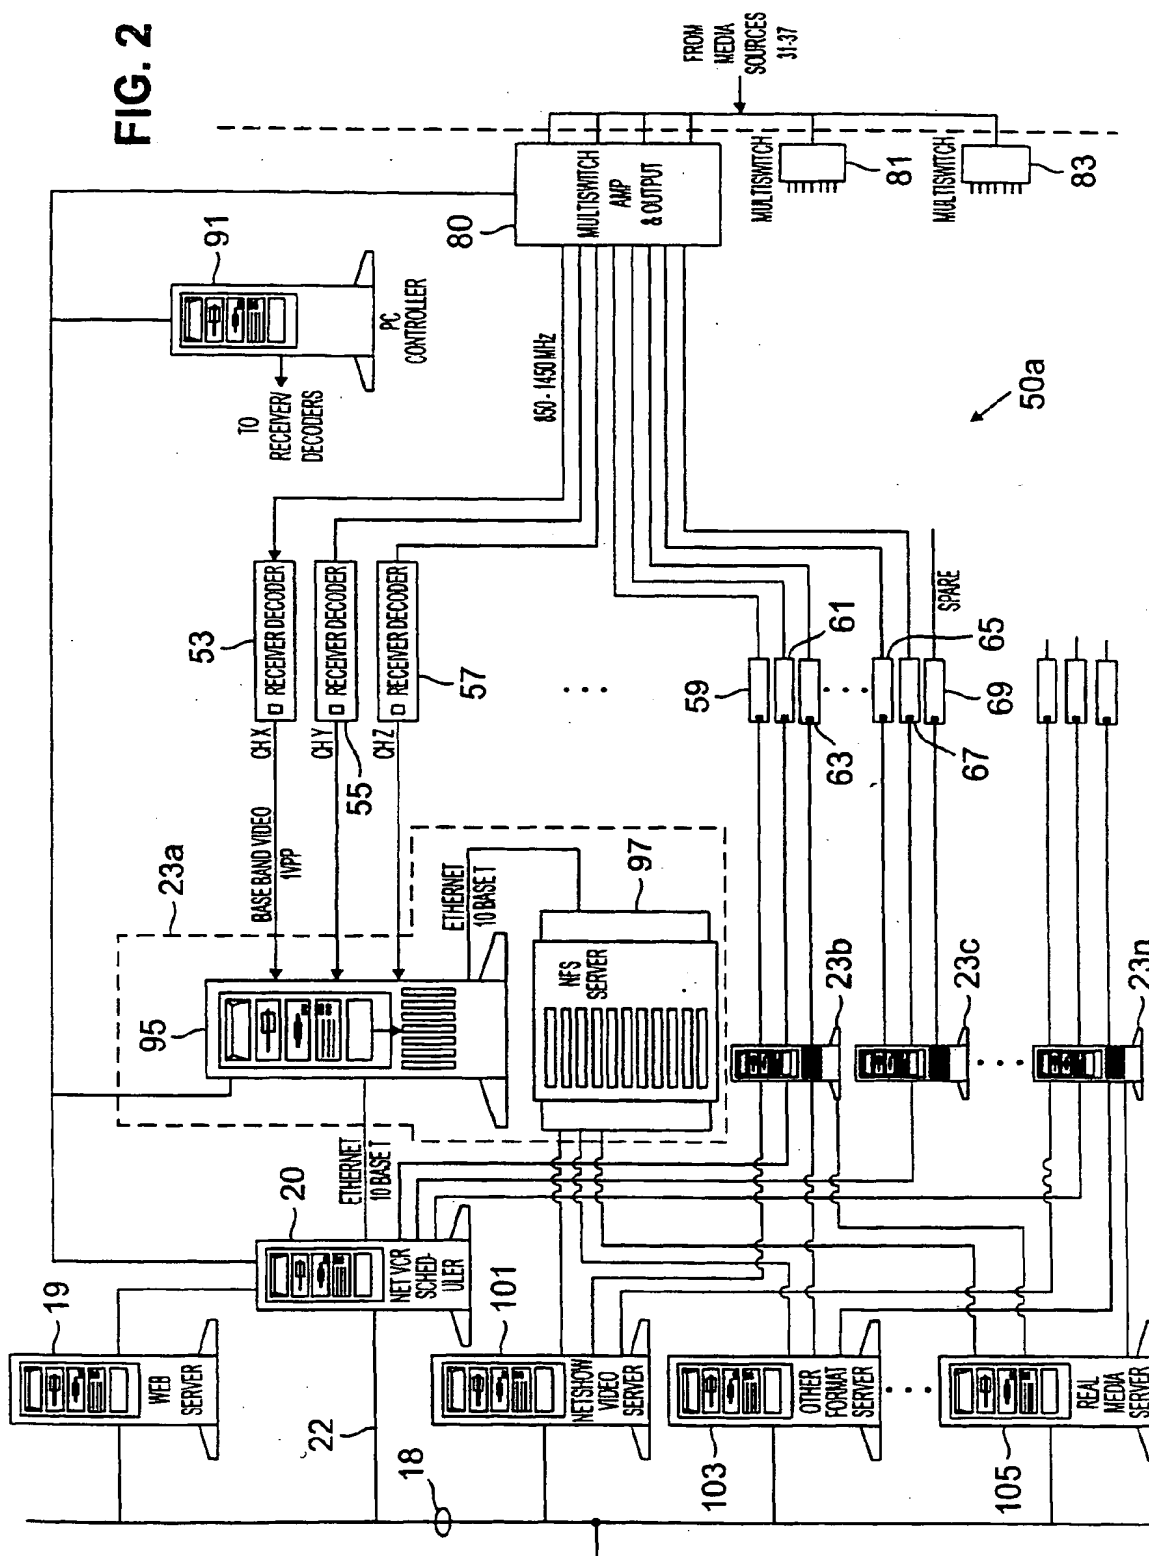 FIG. 2
FROM
MEDIA
SOURCES
31-37
MULTISWITCH
AMP
& OUTPUT
80
MULTISWITCH
81
MULTISWITCH
83
91
PC
CONTROLLER
TO
RECEIVER/
DECODERS
850 - 1450 MHz
50a
53
RECEIVER DECODER
CH X
RECEIVER DECODER
CH Y
55
RECEIVER DECODER
CH Z
57
59
61
63
65
67
69
SPARE
BASE BAND VIDEO
1VPP
23a
95
ETHERNET
10 BASE T
NFS
SERVER
97
23b
23c
23n
ETHERNET
10 BASE T
20
NET VCR
SCHED-
ULER
19
WEB
SERVER
22
18
101
NETSHOW
VIDEO
SERVER
103
OTHER
FORMAT
SERVER
105
REAL
MEDIA
SERVER